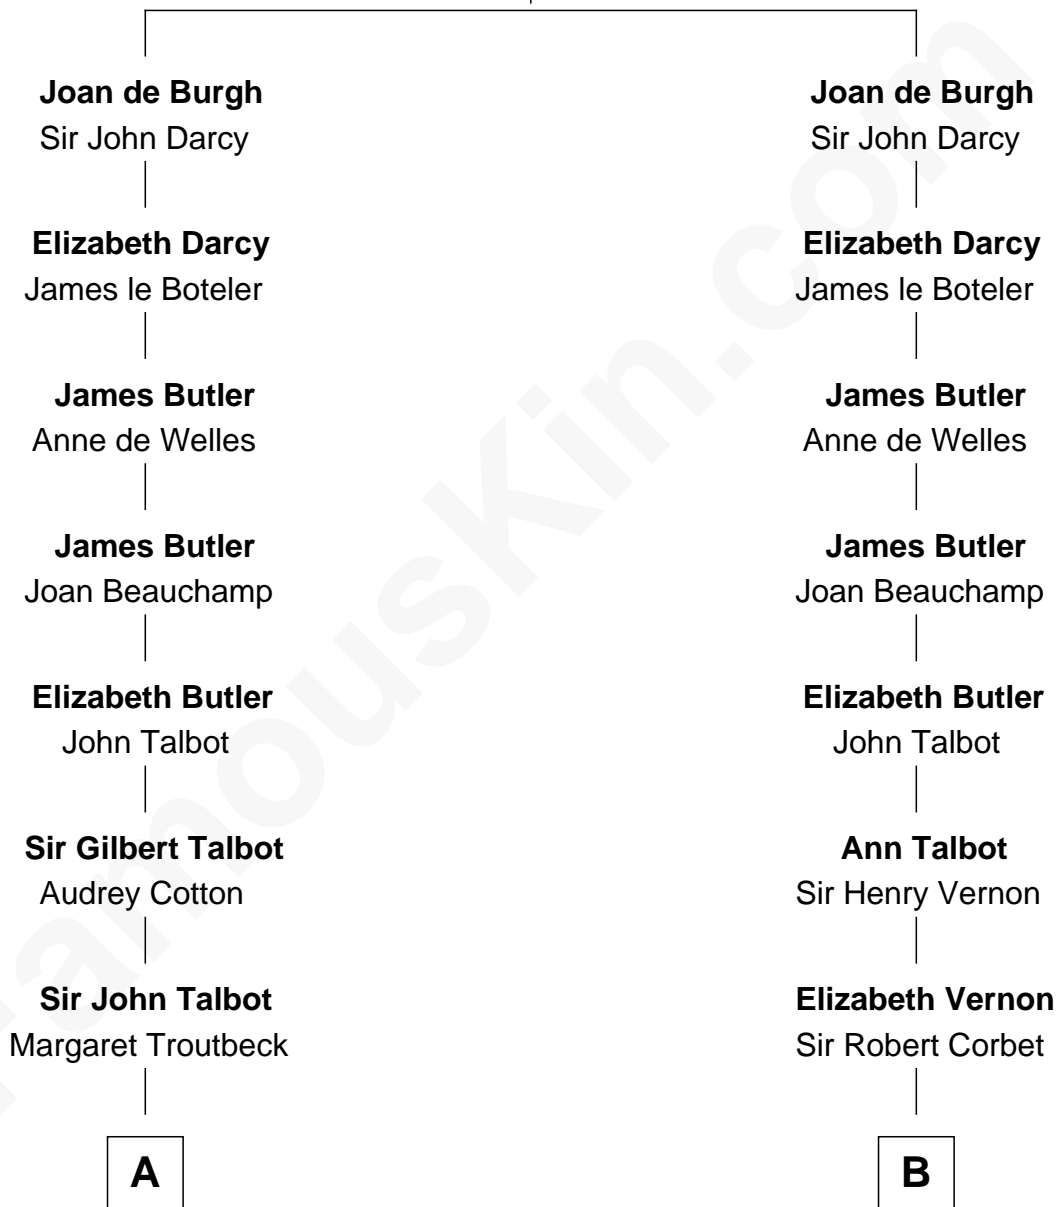 Joan de Burgh
Sir John Darcy
Elizabeth Darcy
James le Boteler
James Butler
Anne de Welles
James Butler
Joan Beauchamp
Elizabeth Butler
John Talbot
Sir Gilbert Talbot
Audrey Cotton
Sir John Talbot
Margaret Troutbeck
A
Joan de Burgh
Sir John Darcy
Elizabeth Darcy
James le Boteler
James Butler
Anne de Welles
James Butler
Joan Beauchamp
Elizabeth Butler
John Talbot
Ann Talbot
Sir Henry Vernon
Elizabeth Vernon
Sir Robert Corbet
B
FamousKin.com